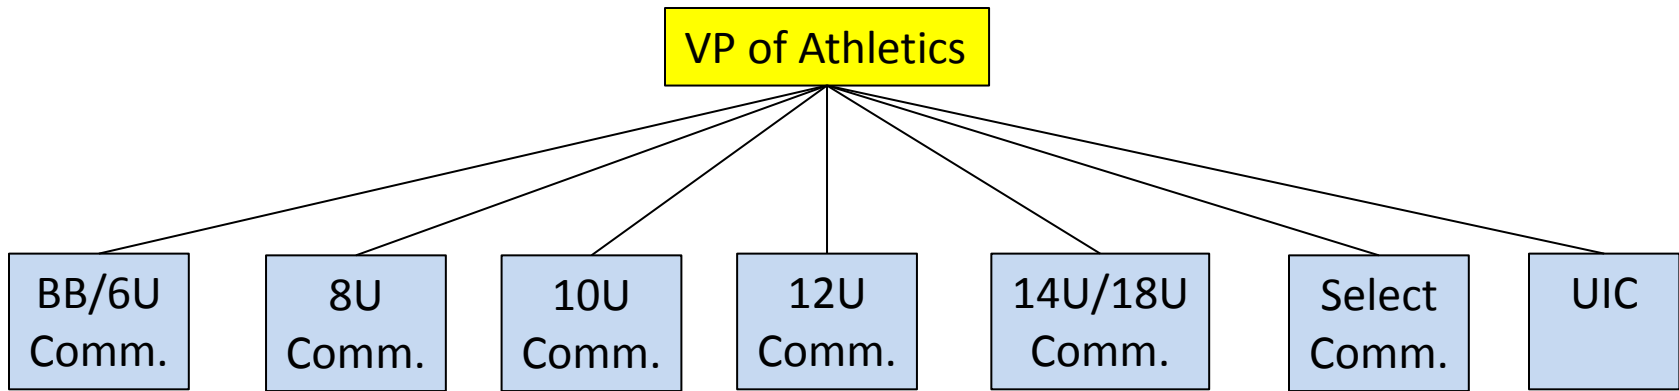 VP of Athletics
BB/6U
Comm.
8U
Comm.
10U
Comm.
12U
Comm.
14U/18U
Comm.
Select
Comm.
UIC